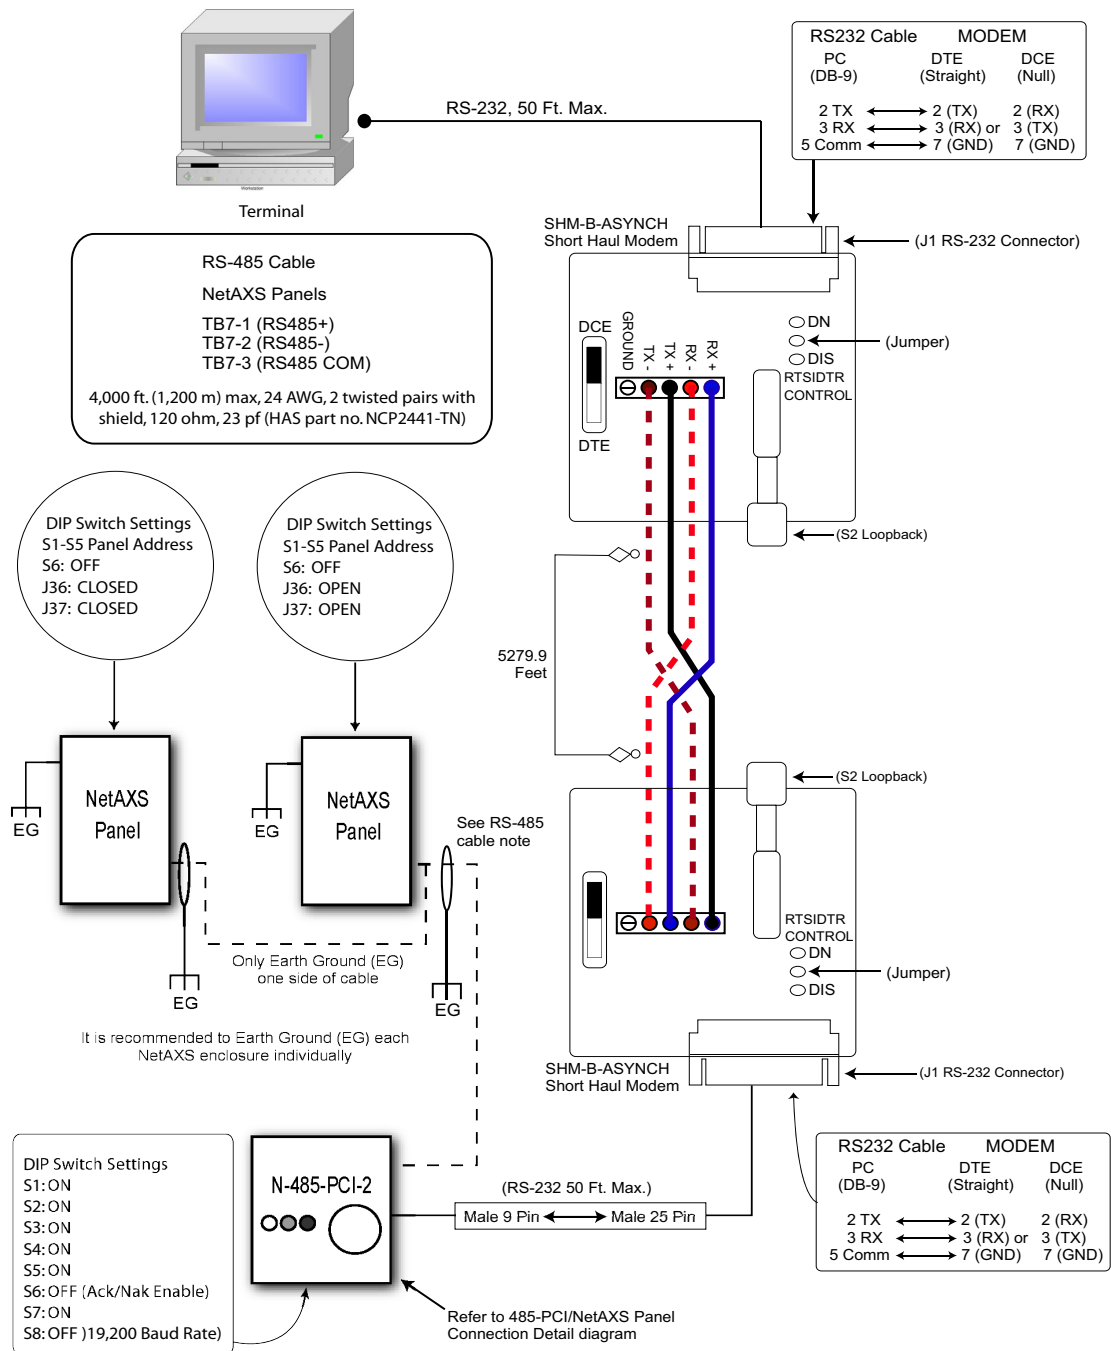 RS232 Cable MODEM
PC DTE DCE
(DB-9) (Straight) (Null)
2 TX 2 (TX) 2 (RX)
3 RX 3 (RX) or 3 (TX)
5 Comm 7 (GND) 7 (GND)
RS-232, 50 Ft. Max.
Workstation
Terminal
SHM-B-ASYNCH
Short Haul Modem
(J1 RS-232 Connector)
RS-485 Cable
NetAXS Panels
TB7-1 (RS485+)
TB7-2 (RS485-)
TB7-3 (RS485 COM)
4,000 ft. (1,200 m) max, 24 AWG, 2 twisted pairs with
shield, 120 ohm, 23 pf (HAS part no. NCP2441-TN)
DCE
DTE
GROUND
TX -
TX +
RX -
RX +
DN
(Jumper)
DIS
RTSIDTR
CONTROL
(S2 Loopback)
DIP Switch Settings
S1-S5 Panel Address
S6: OFF
J36: CLOSED
J37: CLOSED
DIP Switch Settings
S1-S5 Panel Address
S6: OFF
J36: OPEN
J37: OPEN
5279.9
Feet
NetAXS
Panel
EG
EG
NetAXS
Panel
EG
EG
See RS-485
cable note
Only Earth Ground (EG)
one side of cable
It is recommended to Earth Ground (EG) each
NetAXS enclosure individually
(S2 Loopback)
RTSIDTR
CONTROL
DN
(Jumper)
DIS
SHM-B-ASYNCH
Short Haul Modem
(J1 RS-232 Connector)
DIP Switch Settings
S1: ON
S2: ON
S3: ON
S4: ON
S5: ON
S6: OFF (Ack/Nak Enable)
S7: ON
S8: OFF )19,200 Baud Rate)
N-485-PCI-2
(RS-232 50 Ft. Max.)
Male 9 Pin Male 25 Pin
Refer to 485-PCI/NetAXS Panel
Connection Detail diagram
RS232 Cable MODEM
PC DTE DCE
(DB-9) (Straight) (Null)
2 TX 2 (TX) 2 (RX)
3 RX 3 (RX) or 3 (TX)
5 Comm 7 (GND) 7 (GND)